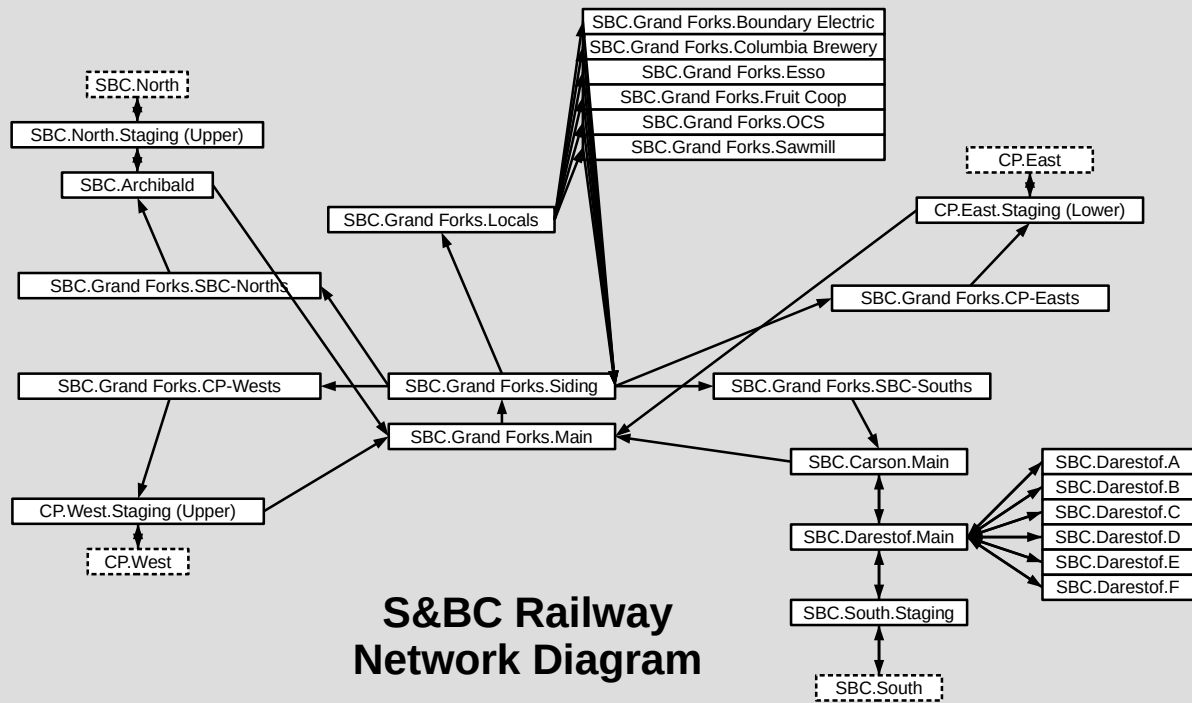 SBC.Grand Forks.Boundary Electric
SBC.Grand Forks.Columbia Brewery
SBC.Grand Forks.Esso
SBC.Grand Forks.Fruit Coop
SBC.Grand Forks.OCS
SBC.Grand Forks.Sawmill
SBC.North
SBC.North.Staging (Upper)
SBC.Archibald
CP.East
CP.East.Staging (Lower)
SBC.Grand Forks.Locals
SBC.Grand Forks.SBC-Norths
SBC.Grand Forks.CP-Easts
SBC.Grand Forks.CP-Wests
SBC.Grand Forks.Siding
SBC.Grand Forks.SBC-Souths
SBC.Grand Forks.Main
SBC.Carson.Main
CP.West.Staging (Upper)
CP.West
SBC.Darestof.Main
SBC.Darestof.A
SBC.Darestof.B
SBC.Darestof.C
SBC.Darestof.D
SBC.Darestof.E
SBC.Darestof.F
SBC.South.Staging
SBC.South
S&BC Railway
Network Diagram